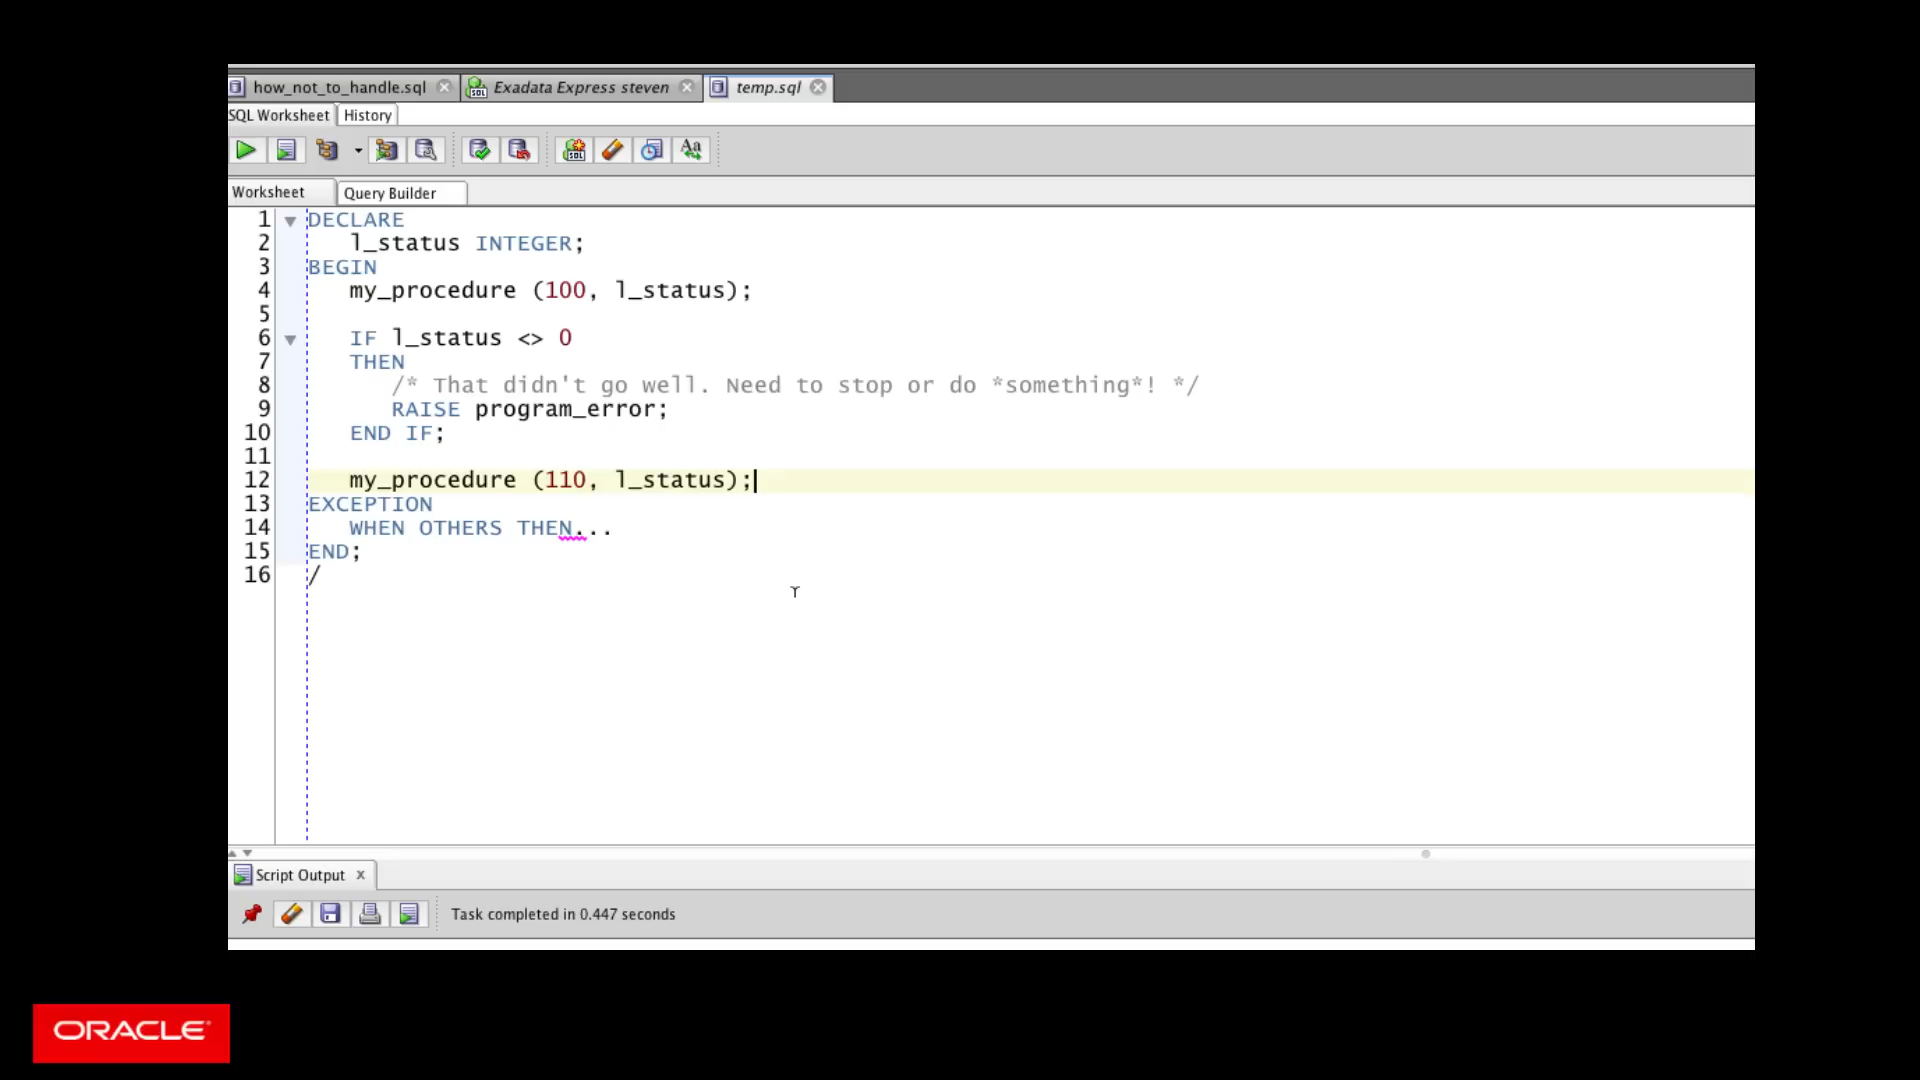 how_not_to_handle.sql Exadata Express steven temp.sql
SQL Worksheet History
Worksheet Query Builder
1 DECLARE
2 l_status INTEGER;
3 BEGIN
4 my_procedure (100, l_status);
5
6 IF l_status <> 0
7 THEN
8 /* That didn't go well. Need to stop or do *something*! */
9 RAISE program_error;
10 END IF;
11
12 my_procedure (110, l_status);
13 EXCEPTION
14 WHEN OTHERS THEN...
15 END;
16 /
Script Output x
Task completed in 0.447 seconds
ORACLE